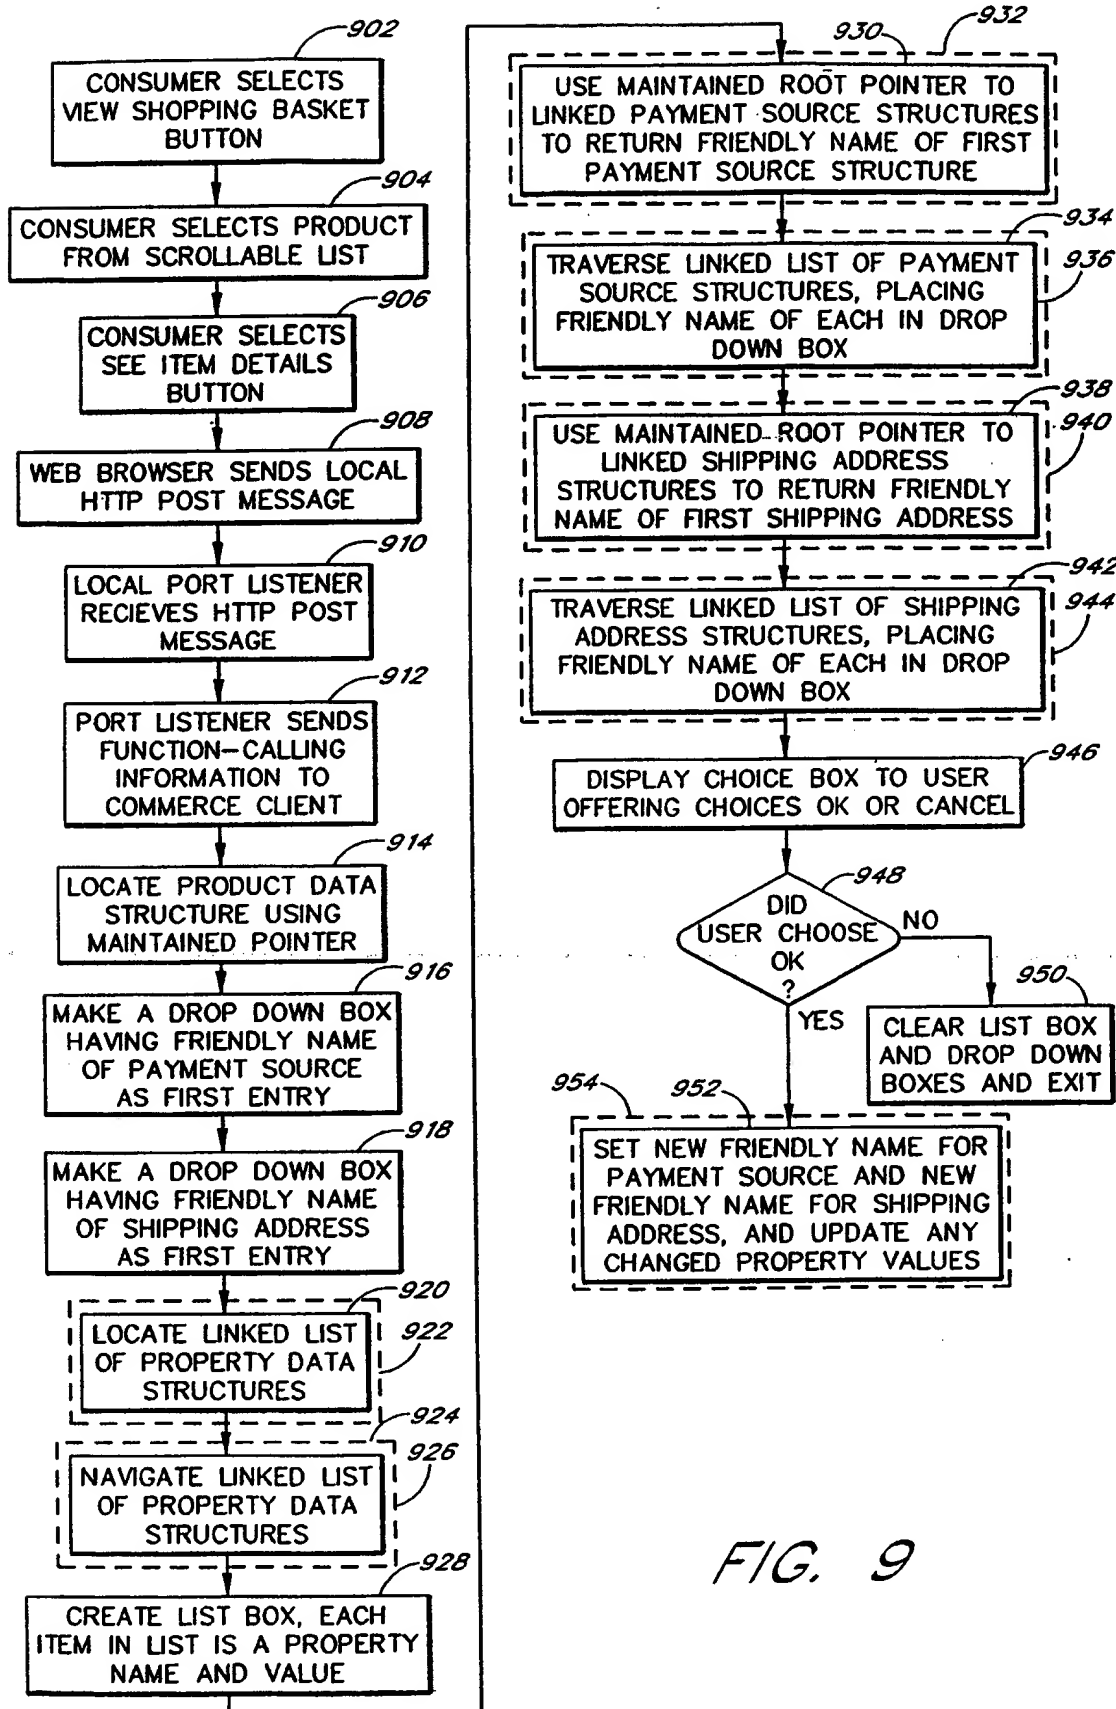 902
CONSUMER SELECTS
VIEW SHOPPING BASKET
BUTTON
904
CONSUMER SELECTS PRODUCT
FROM SCROLLABLE LIST
906
CONSUMER SELECTS
SEE ITEM DETAILS
BUTTON
908
WEB BROWSER SENDS LOCAL
HTTP POST MESSAGE
910
LOCAL PORT LISTENER
RECIEVES HTTP POST
MESSAGE
912
PORT LISTENER SENDS
FUNCTION-CALLING
INFORMATION TO
COMMERCE CLIENT
914
LOCATE PRODUCT DATA
STRUCTURE USING
MAINTAINED POINTER
916
MAKE A DROP DOWN BOX
HAVING FRIENDLY NAME
OF PAYMENT SOURCE
AS FIRST ENTRY
918
MAKE A DROP DOWN BOX
HAVING FRIENDLY NAME
OF SHIPPING ADDRESS
AS FIRST ENTRY
920
922
LOCATE LINKED LIST
OF PROPERTY DATA
STRUCTURES
924
926
NAVIGATE LINKED LIST
OF PROPERTY DATA
STRUCTURES
928
CREATE LIST BOX, EACH
ITEM IN LIST IS A PROPERTY
NAME AND VALUE
930
932
USE MAINTAINED ROOT POINTER TO
LINKED PAYMENT SOURCE STRUCTURES
TO RETURN FRIENDLY NAME OF FIRST
PAYMENT SOURCE STRUCTURE
934
936
TRAVERSE LINKED LIST OF PAYMENT
SOURCE STRUCTURES, PLACING
FRIENDLY NAME OF EACH IN DROP
DOWN BOX
938
940
USE MAINTAINED ROOT POINTER TO
LINKED SHIPPING ADDRESS
STRUCTURES TO RETURN FRIENDLY
NAME OF FIRST SHIPPING ADDRESS
942
944
TRAVERSE LINKED LIST OF SHIPPING
ADDRESS STRUCTURES, PLACING
FRIENDLY NAME OF EACH IN DROP
DOWN BOX
946
DISPLAY CHOICE BOX TO USER
OFFERING CHOICES OK OR CANCEL
948
DID
USER CHOOSE
OK
?
NO
YES
950
CLEAR LIST BOX
AND DROP DOWN
BOXES AND EXIT
954
952
SET NEW FRIENDLY NAME FOR
PAYMENT SOURCE AND NEW
FRIENDLY NAME FOR SHIPPING
ADDRESS, AND UPDATE ANY
CHANGED PROPERTY VALUES
FIG. 9